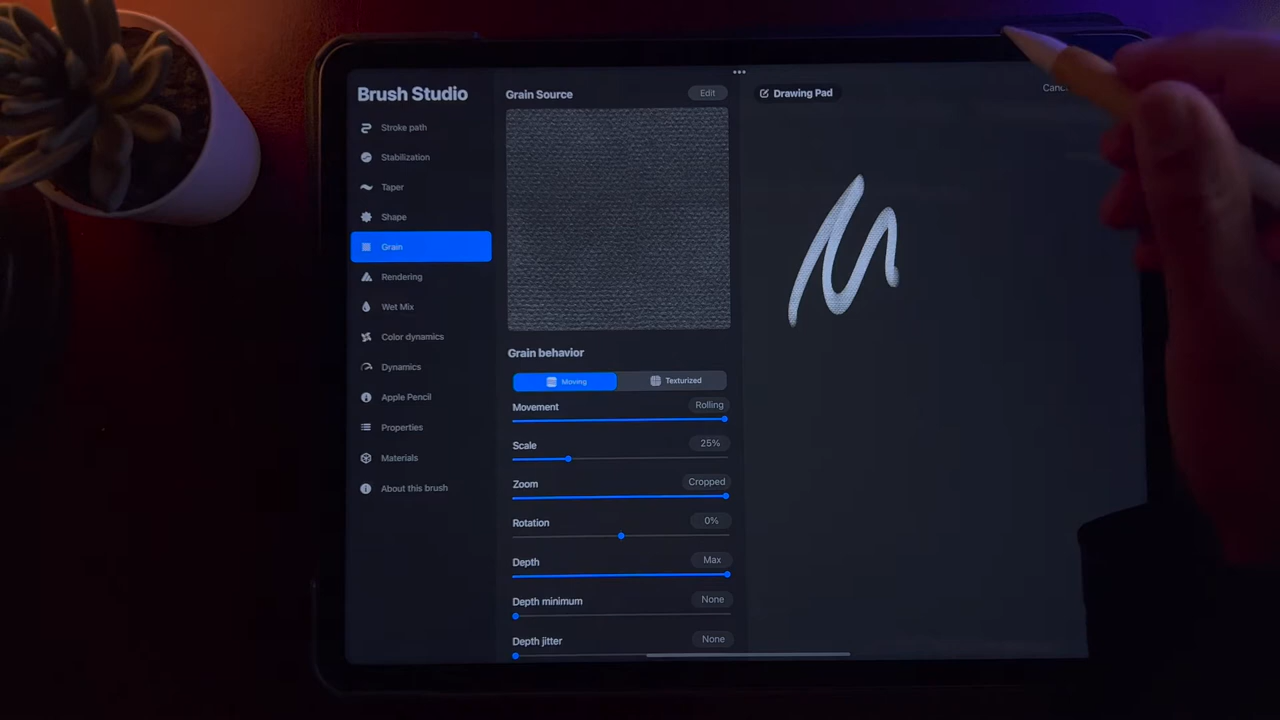 Brush Studio
Stroke path
Stabilization
Taper
Shape
Grain
Rendering
Wet Mix
Color dynamics
Dynamics
Apple Pencil
Properties
Materials
About this brush
Grain Source
Edit
Grain behavior
Moving
Texturized
Movement
Rolling
Scale
25%
Zoom
Cropped
Rotation
0%
Depth
Max
Depth minimum
None
Depth jitter
None
Drawing Pad